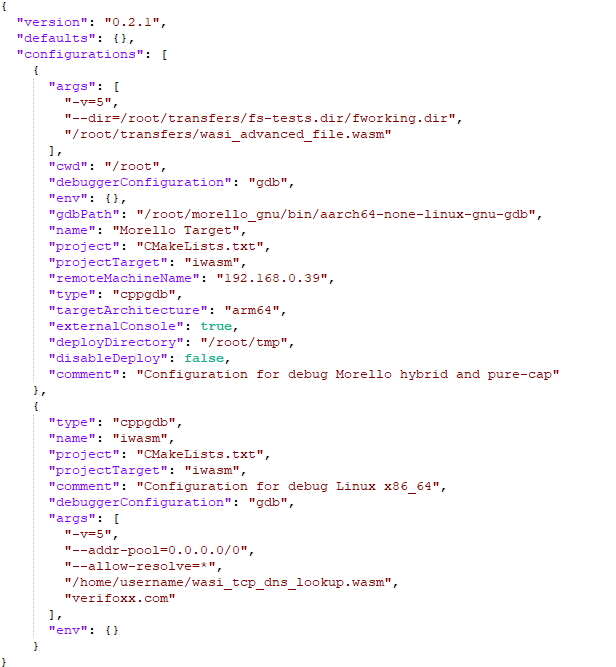 {
  "version": "0.2.1",
  "defaults": {},
  "configurations": [
    {
      "args": [
        "-v=5",
        "--dir=/root/transfers/fs-tests.dir/fworking.dir",
        "/root/transfers/wasi_advanced_file.wasm"
      ],
      "cwd": "/root",
      "debuggerConfiguration": "gdb",
      "env": {},
      "gdbPath": "/root/morello_gnu/bin/aarch64-none-linux-gnu-gdb",
      "name": "Morello Target",
      "project": "CMakeLists.txt",
      "projectTarget": "iwasm",
      "remoteMachineName": "192.168.0.39",
      "type": "cppgdb",
      "targetArchitecture": "arm64",
      "externalConsole": true,
      "deployDirectory": "/root/tmp",
      "disableDeploy": false,
      "comment": "Configuration for debug Morello hybrid and pure-cap"
    },
    {
      "type": "cppgdb",
      "name": "iwasm",
      "project": "CMakeLists.txt",
      "projectTarget": "iwasm",
      "comment": "Configuration for debug Linux x86_64",
      "debuggerConfiguration": "gdb",
      "args": [
        "-v=5",
        "--addr-pool=0.0.0.0/0",
        "--allow-resolve=*",
        "/home/username/wasi_tcp_dns_lookup.wasm",
        "verifoxx.com"
      ],
      "env": {}
    }
  ]
}